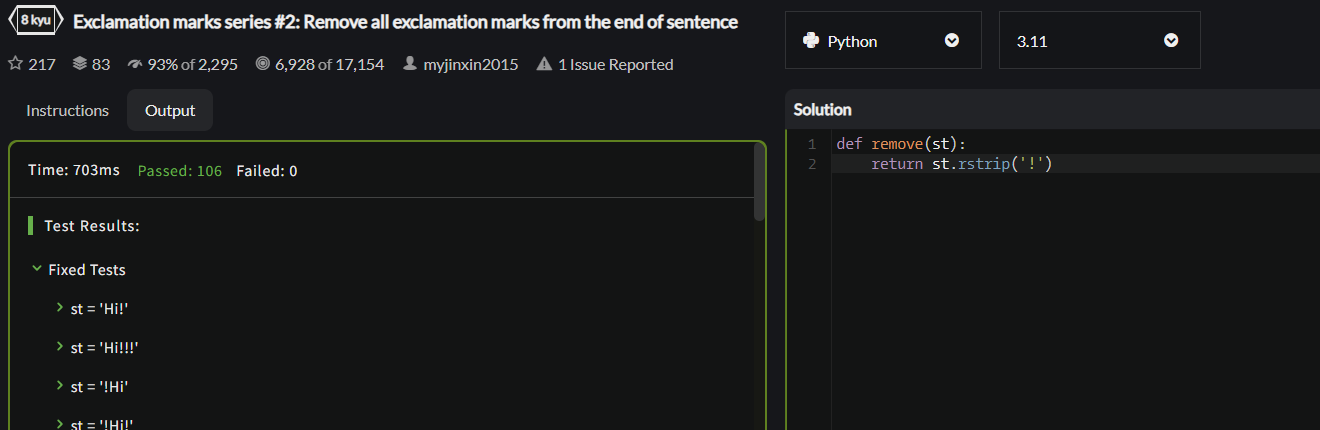 8 kyu Exclamation marks series #2: Remove all exclamation marks from the end of sentence
217 83 93% of 2,295 6,928 of 17,154 myjinxin2015 1 Issue Reported
Instructions Output
Time: 703ms Passed: 106 Failed: 0
Test Results:
Fixed Tests
st = 'Hi!'
st = 'Hi!!!'
st = '!Hi'
st = '!Hi!'
Python 3.11
Solution
1 def remove(st):
2 return st.rstrip('!')